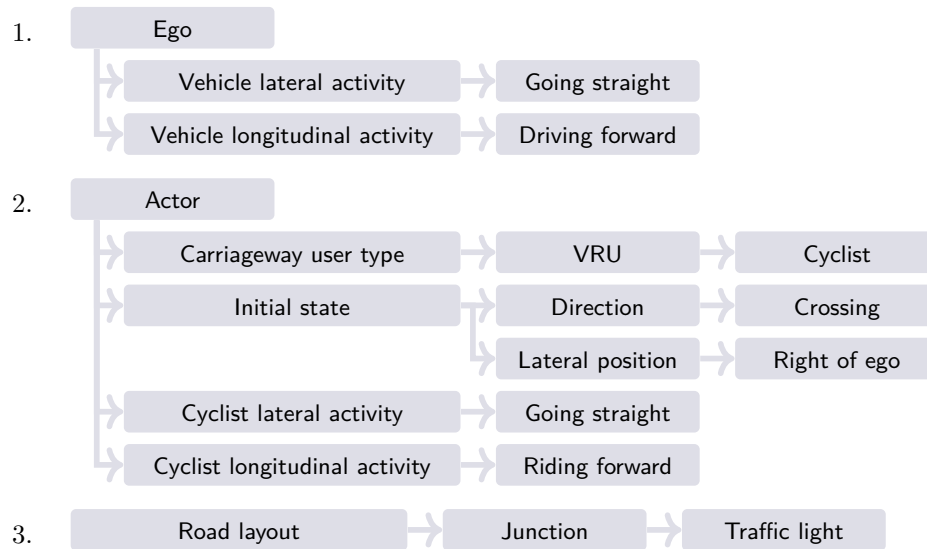 1. Ego
Vehicle lateral activity Going straight
Vehicle longitudinal activity Driving forward
2. Actor
Carriageway user type VRU Cyclist
Initial state Direction Crossing
Lateral position Right of ego
Cyclist lateral activity Going straight
Cyclist longitudinal activity Riding forward
3. Road layout Junction Traffic light